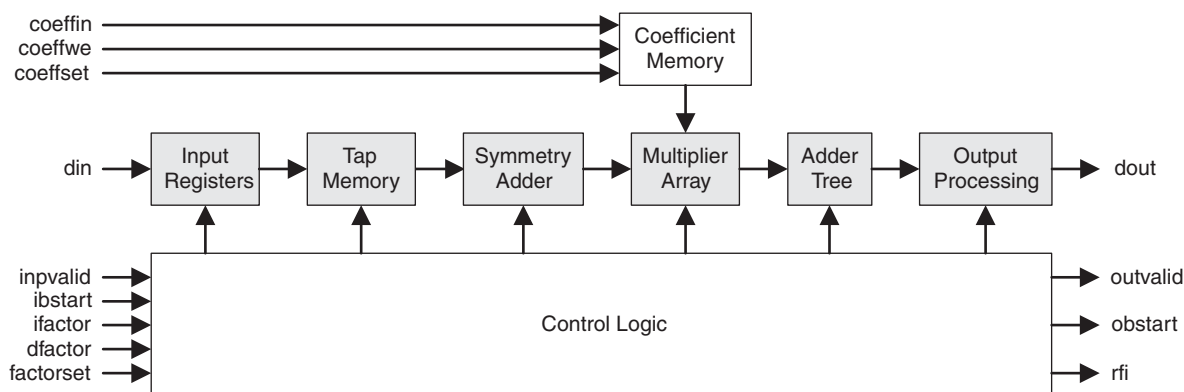 coeffin
coeffwe
coeffset
Coefficient
Memory
din
Input
Registers
Tap
Memory
Symmetry
Adder
Multiplier
Array
Adder
Tree
Output
Processing
dout
inpvalid
ibstart
ifactor
dfactor
factorset
Control Logic
outvalid
obstart
rfi